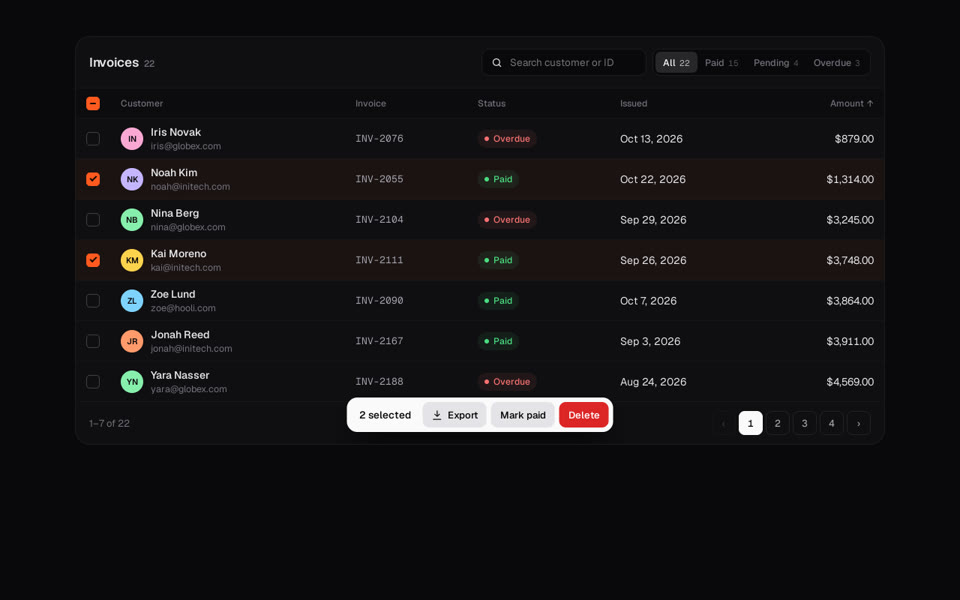 Invoices 22
Search customer or ID
All 22 Paid 15 Pending 4 Overdue 3
Customer Invoice Status Issued Amount ↑
IN Iris Novak INV-2076 Overdue Oct 13, 2026 $879.00
iris@globex.com
NK Noah Kim INV-2055 Paid Oct 22, 2026 $1,314.00
noah@initech.com
NB Nina Berg INV-2104 Overdue Sep 29, 2026 $3,245.00
nina@globex.com
KM Kai Moreno INV-2111 Paid Sep 26, 2026 $3,748.00
kai@initech.com
ZL Zoe Lund INV-2090 Paid Oct 7, 2026 $3,864.00
zoe@hooli.com
JR Jonah Reed INV-2167 Paid Sep 3, 2026 $3,911.00
jonah@initech.com
YN Yara Nasser INV-2188 Overdue Aug 24, 2026 $4,569.00
yara@globex.com
2 selected Export Mark paid Delete
1–7 of 22 ‹ 1 2 3 4 ›